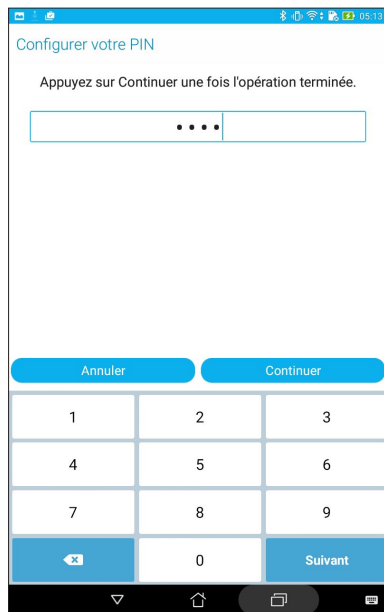 05:13
Configurer votre PIN
Appuyez sur Continuer une fois l'opération terminée.
••••
Annuler Continuer
1 2 3
4 5 6
7 8 9
0 Suivant